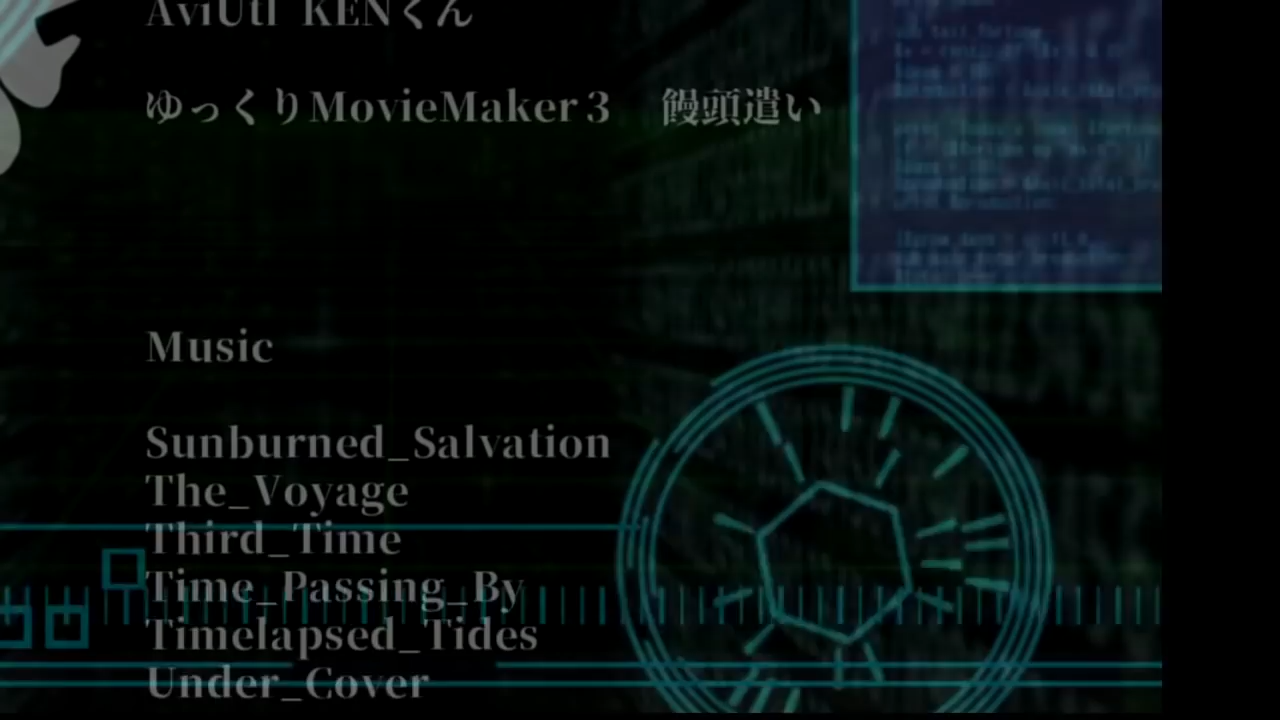 AviUtl KENくん
ゆっくりMovieMaker3 饅頭遣い
Music
Sunburned_Salvation
The_Voyage
Third_Time
Time_Passing_By
Timelapsed_Tides
Under_Cover